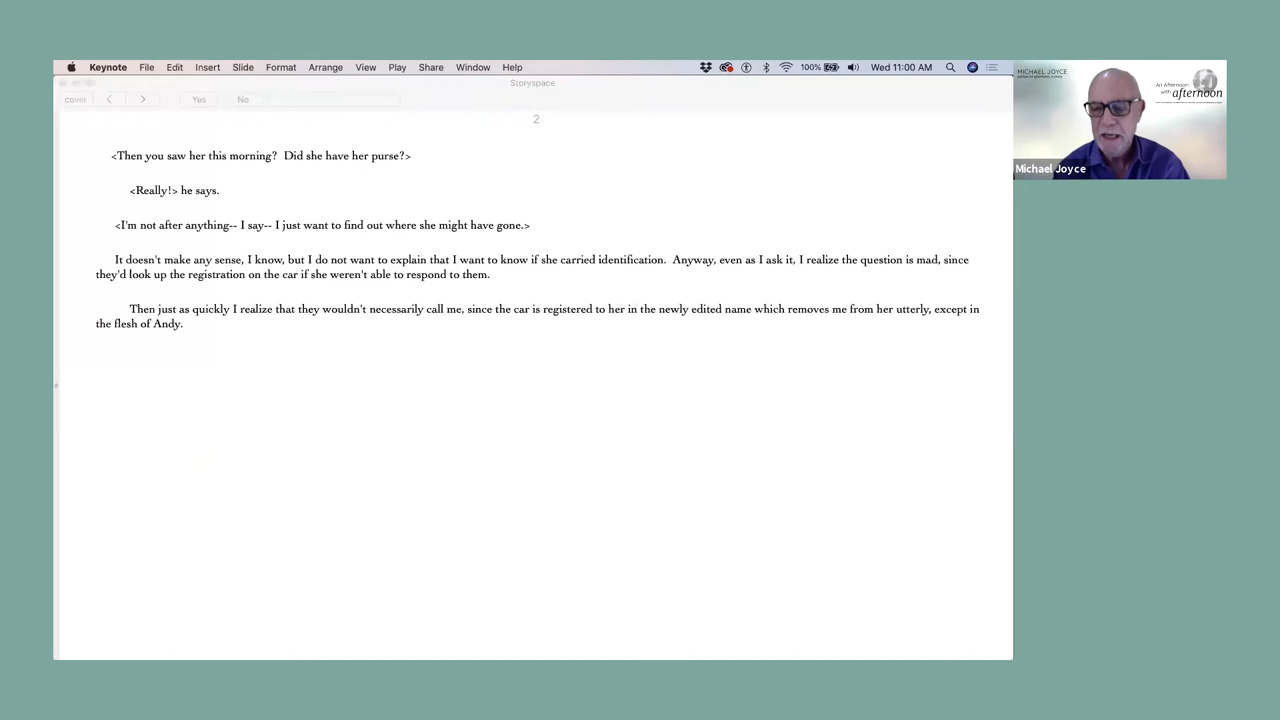 Keynote File Edit Insert Slide Format Arrange View Play Share Window Help 100% Wed 11:00 AM
Storyspace
cover Yes No
2
<Then you saw her this morning?  Did she have her purse?>
<Really!> he says.
<I'm not after anything-- I say-- I just want to find out where she might have gone.>
It doesn't make any sense, I know, but I do not want to explain that I want to know if she carried identification.  Anyway, even as I ask it, I realize the question is mad, since
they'd look up the registration on the car if she weren't able to respond to them.
Then just as quickly I realize that they wouldn't necessarily call me, since the car is registered to her in the newly edited name which removes me from her utterly, except in
the flesh of Andy.
MICHAEL JOYCE
An Afternoon
with afternoon
Michael Joyce